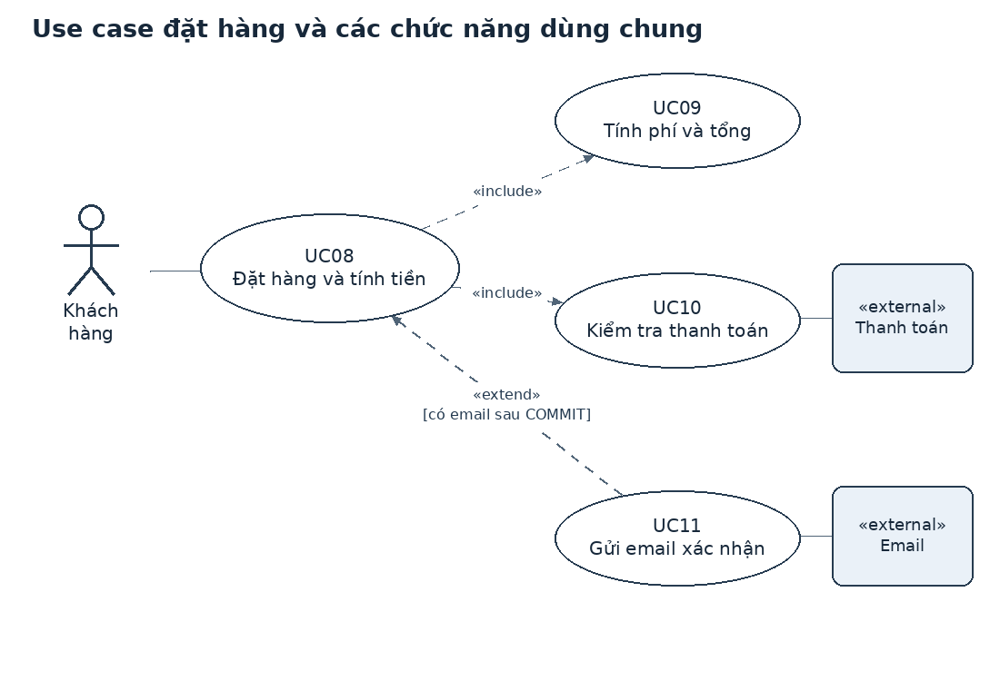 Use case đặt hàng và các chức năng dùng chung
UC09
Tính phí và tổng
«include»
UC08
Đặt hàng và tính tiền
Khách
hàng
«include»
UC10
Kiểm tra thanh toán
«external»
Thanh toán
«extend»
[có email sau COMMIT]
UC11
Gửi email xác nhận
«external»
Email